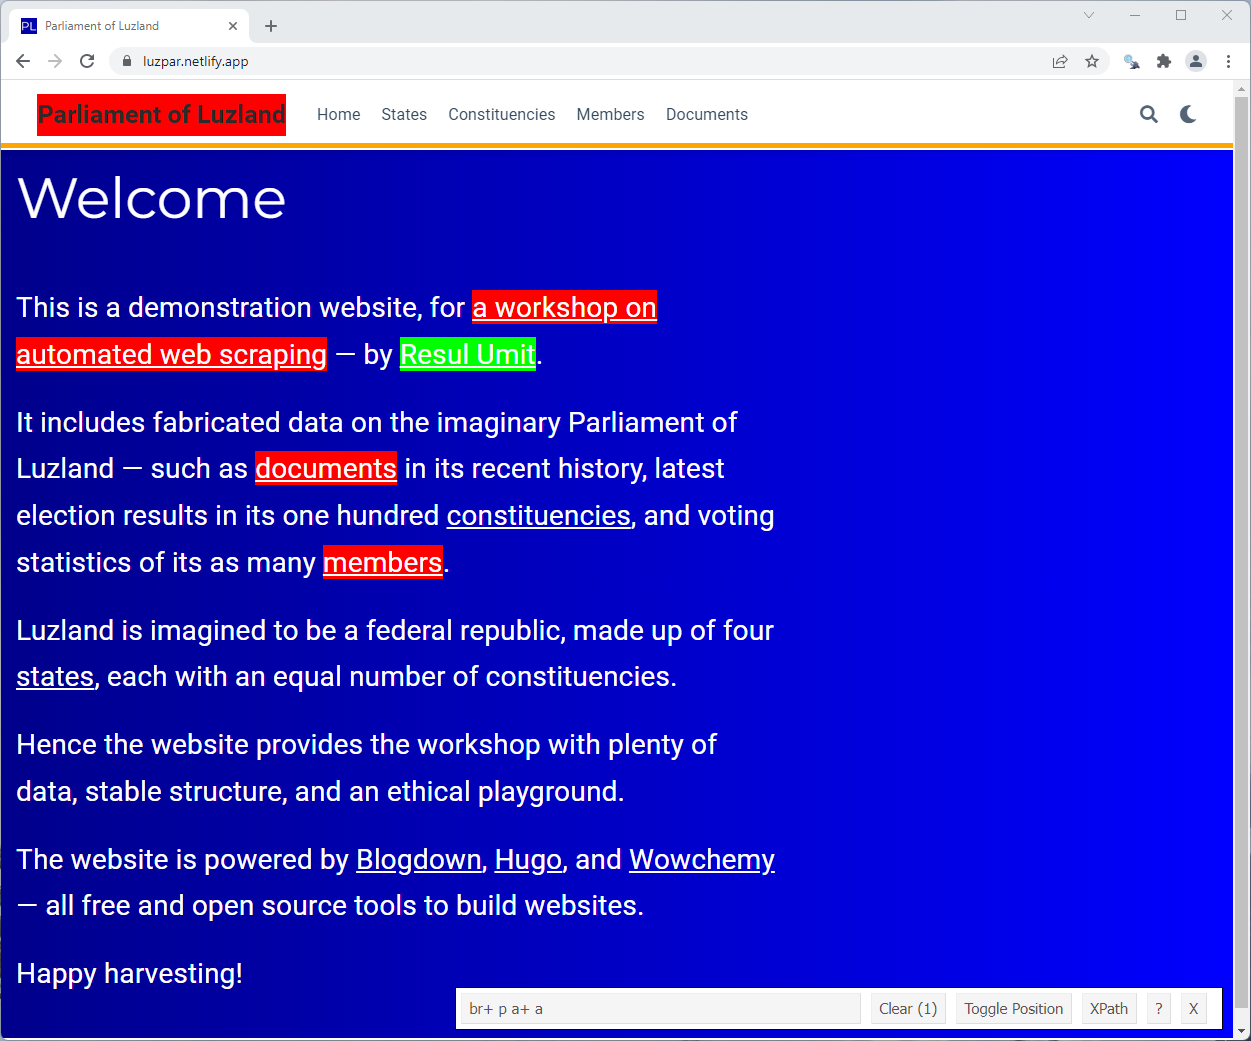 PL Parliament of Luzland
luzpar.netlify.app
Parliament of Luzland Home States Constituencies Members Documents
Welcome
This is a demonstration website, for a workshop on
automated web scraping — by Resul Umit.
It includes fabricated data on the imaginary Parliament of
Luzland — such as documents in its recent history, latest
election results in its one hundred constituencies, and voting
statistics of its as many members.
Luzland is imagined to be a federal republic, made up of four
states, each with an equal number of constituencies.
Hence the website provides the workshop with plenty of
data, stable structure, and an ethical playground.
The website is powered by Blogdown, Hugo, and Wowchemy
— all free and open source tools to build websites.
Happy harvesting!
br+ p a+ a Clear (1) Toggle Position XPath ? X